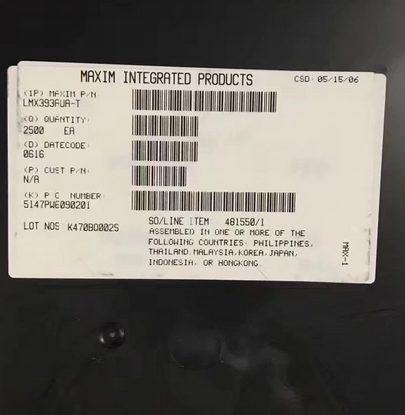 MAXIM INTEGRATED PRODUCTS CSD: 05/15/06
(1P) MAXIM P/N:
LMX393AUA-T
(Q) QUANTITY:
2500 EA
(D) DATECODE:
0616
(P) CUST P/N:
N/A
(K) P C NUMBER:
5147PWE090201
LOT NOS K470BO002S
SO/LINE ITEM: 481550/1
ASSEMBLED IN ONE OR MORE OF THE
FOLLOWING COUNTRIES: PHILIPPINES,
THAILAND, MALAYSIA, KOREA, JAPAN,
INDONESIA, OR HONGKONG.